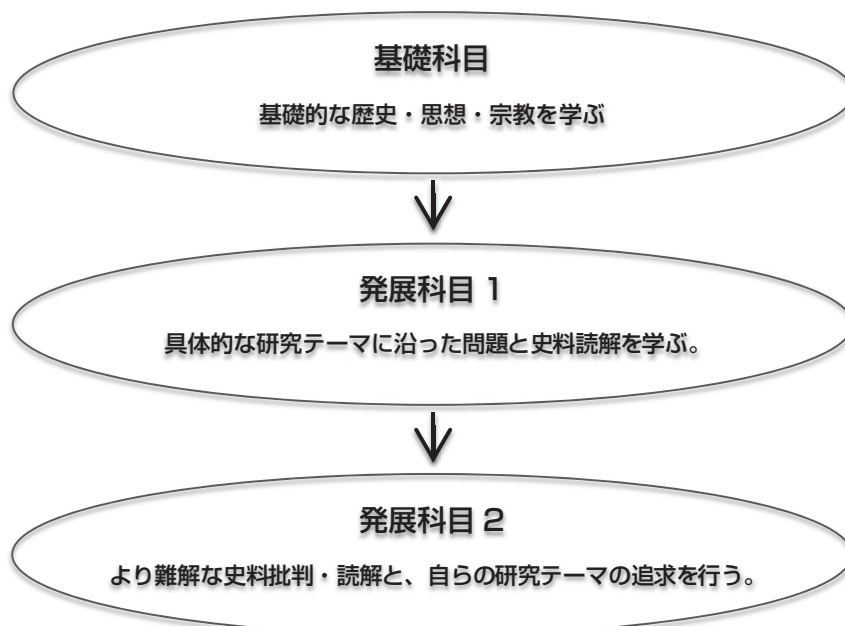 基礎科目
基礎的な歴史・思想・宗教を学ぶ
発展科目 1
具体的な研究テーマに沿った問題と史料読解を学ぶ。
発展科目 2
より難解な史料批判・読解と、自らの研究テーマの追求を行う。